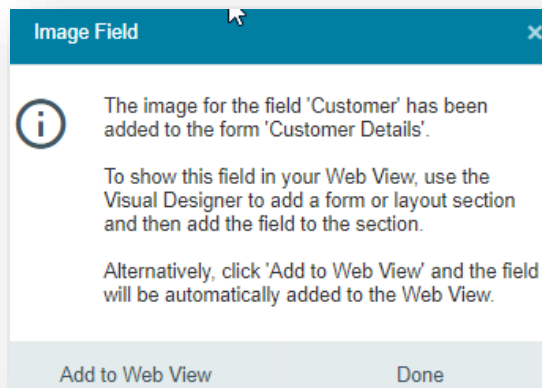 Image Field
The image for the field 'Customer' has been
added to the form 'Customer Details'.
To show this field in your Web View, use the
Visual Designer to add a form or layout section
and then add the field to the section.
Alternatively, click 'Add to Web View' and the field
will be automatically added to the Web View.
Add to Web View
Done